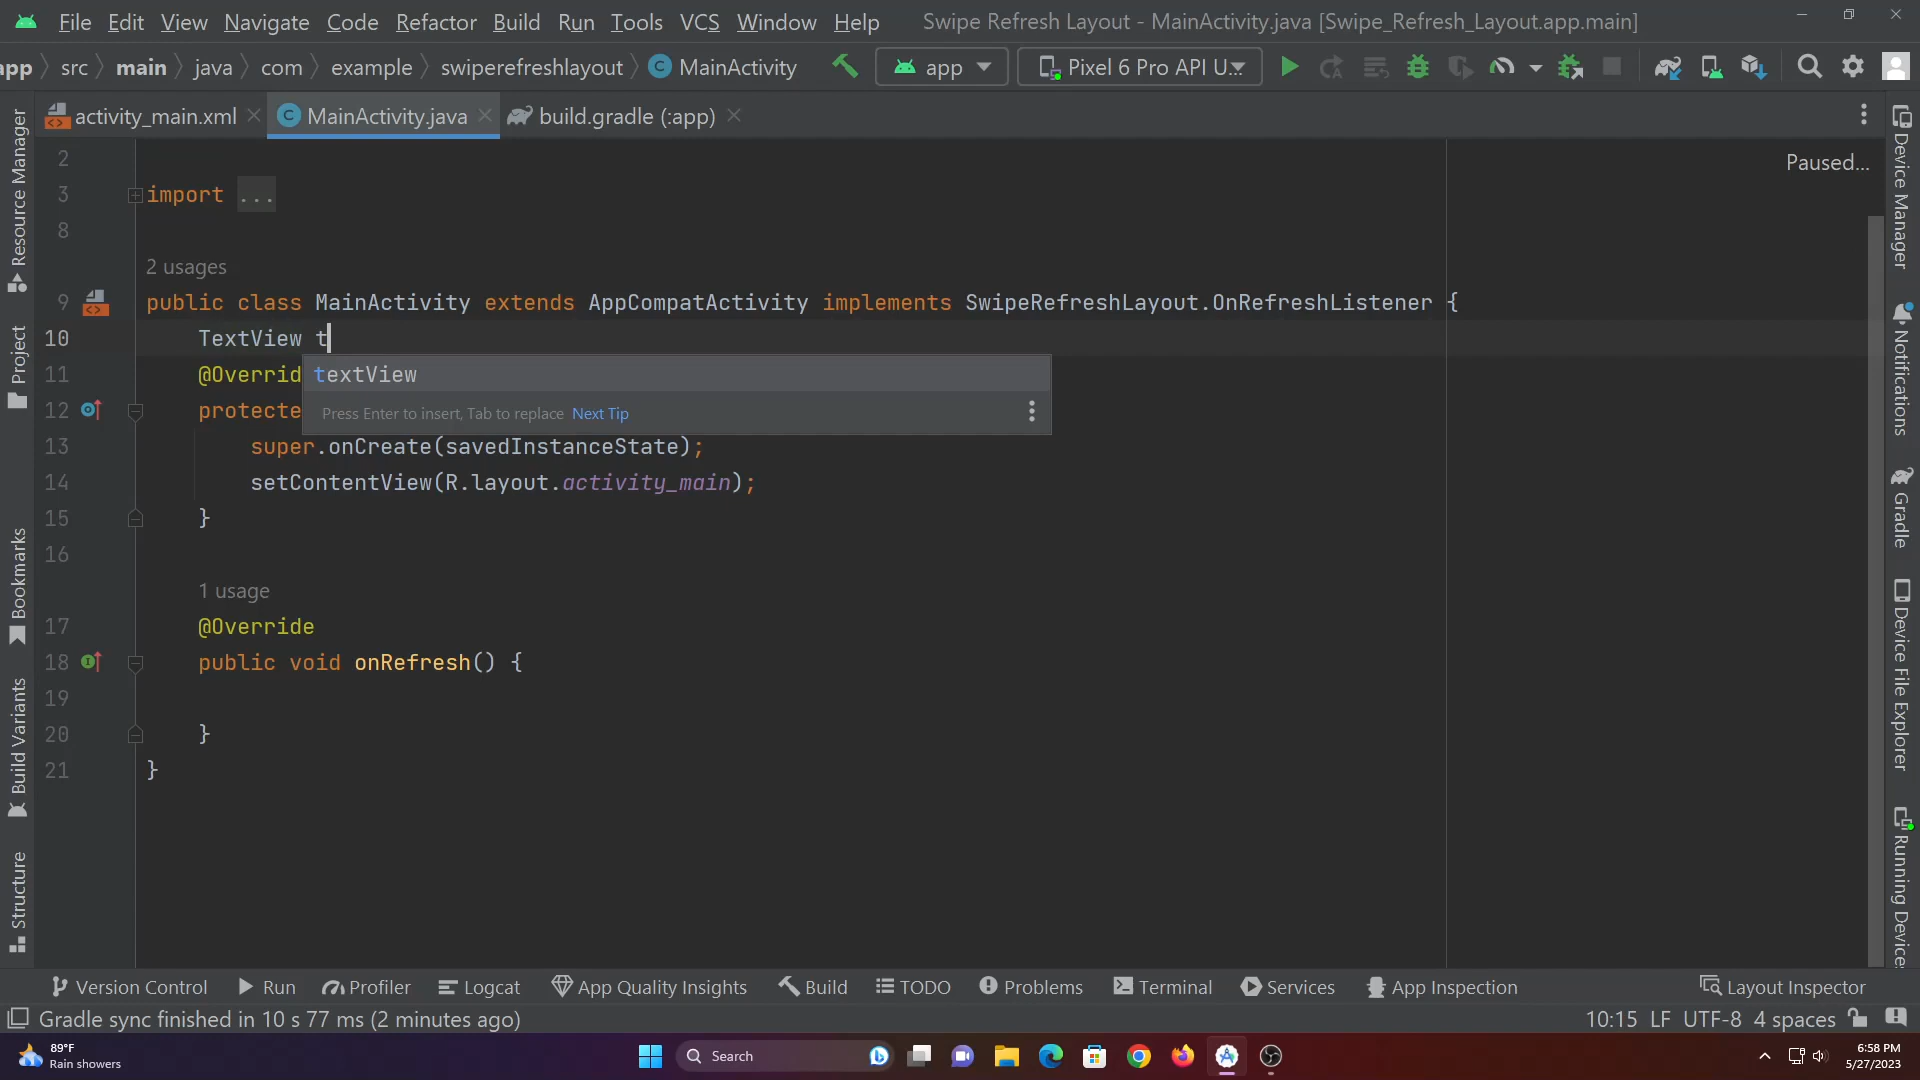 File Edit View Navigate Code Refactor Build Run Tools VCS Window Help Swipe Refresh Layout - MainActivity.java [Swipe_Refresh_Layout.app.main]
app src main java com example swiperefreshlayout MainActivity app Pixel 6 Pro API U...
activity_main.xml MainActivity.java build.gradle (:app)
Paused...
2
3 import ...
8
2 usages
9 public class MainActivity extends AppCompatActivity implements SwipeRefreshLayout.OnRefreshListener {
10 TextView t
11 @Overrid
textView
12 protecte
Press Enter to insert, Tab to replace Next Tip
13 super.onCreate(savedInstanceState);
14 setContentView(R.layout.activity_main);
15 }
16
1 usage
17 @Override
18 public void onRefresh() {
19
20 }
21 }
Resource Manager
Project
Bookmarks
Build Variants
Structure
Device Manager
Notifications
Gradle
Device File Explorer
Running Devices
Version Control Run Profiler Logcat App Quality Insights Build TODO Problems Terminal Services App Inspection Layout Inspector
Gradle sync finished in 10 s 77 ms (2 minutes ago) 10:15 LF UTF-8 4 spaces
89°F
Rain showers
Search
6:58 PM
5/27/2023